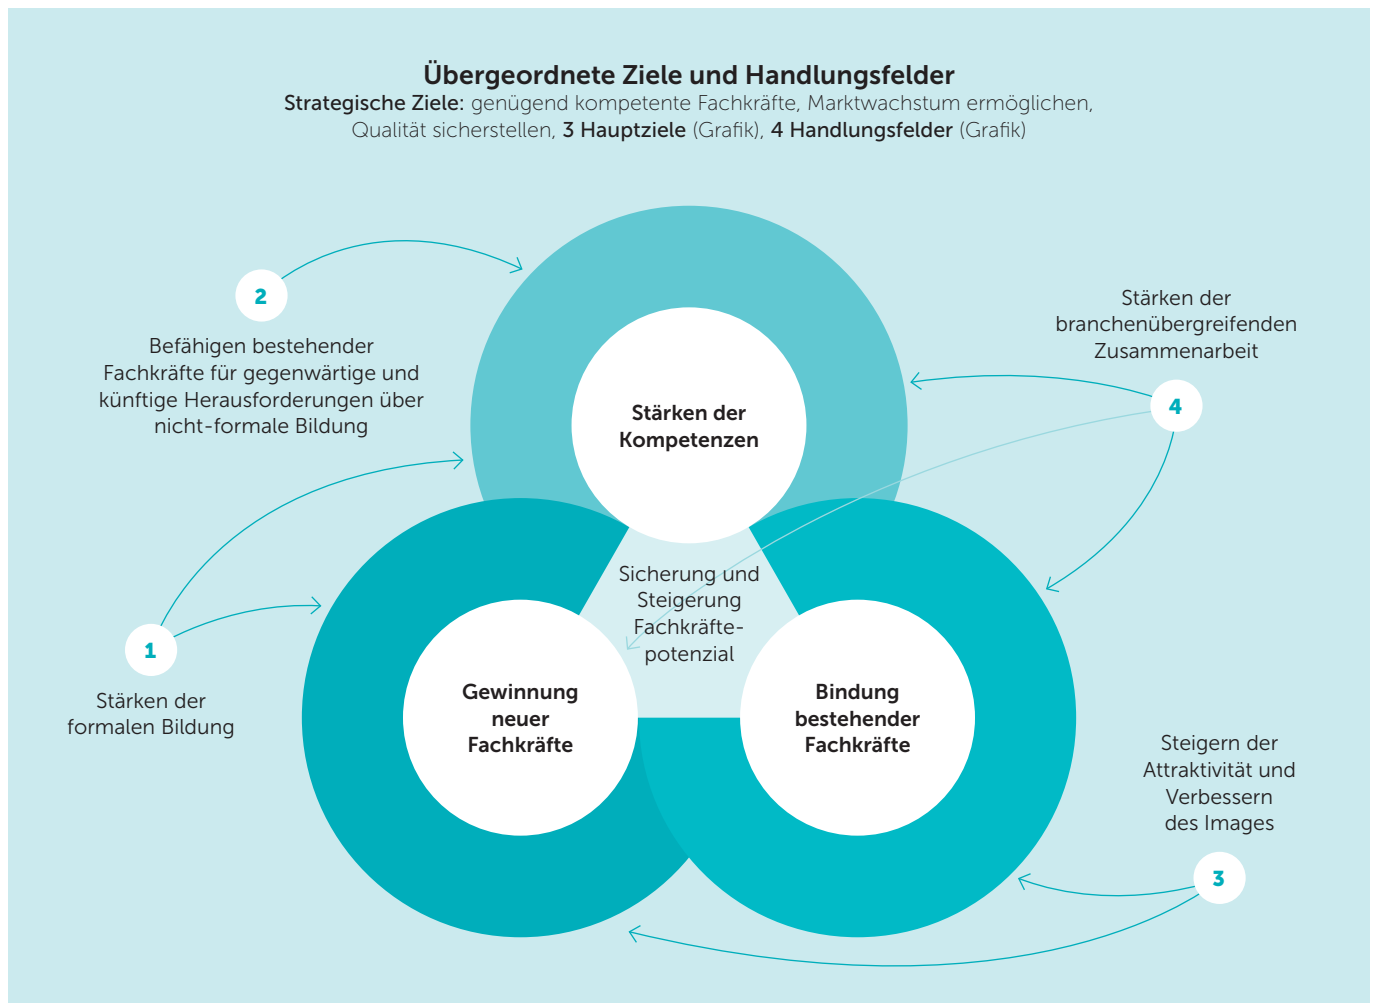 Übergeordnete Ziele und Handlungsfelder
Strategische Ziele: genügend kompetente Fachkräfte, Marktwachstum ermöglichen,
Qualität sicherstellen, 3 Hauptziele (Grafik), 4 Handlungsfelder (Grafik)
2
Befähigen bestehender
Fachkräfte für gegenwärtige und
künftige Herausforderungen über
nicht-formale Bildung
Stärken der
branchenübergreifenden
Zusammenarbeit
4
Stärken der
Kompetenzen
Sicherung und
Steigerung
Fachkräfte-
potenzial
1
Stärken der
formalen Bildung
Gewinnung
neuer
Fachkräfte
Bindung
bestehender
Fachkräfte
Steigern der
Attraktivität und
Verbessern
des Images
3